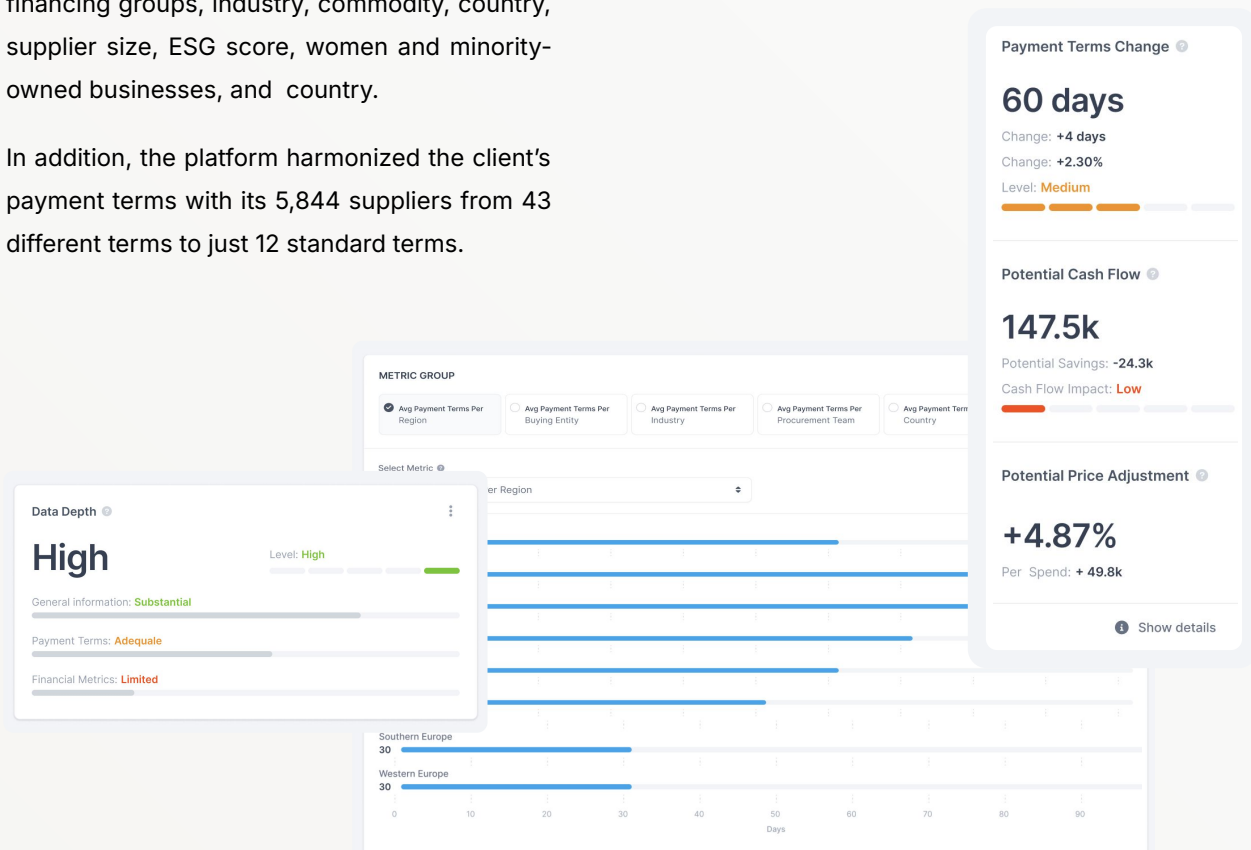 financing groups, industry, commodity, country,
supplier size, ESG score, women and minority-
owned businesses, and country.
In addition, the platform harmonized the client's
payment terms with its 5,844 suppliers from 43
different terms to just 12 standard terms.
Payment Terms Change
60 days
Change: +4 days
Change: +2.30%
Level: Medium
Potential Cash Flow
147.5k
Potential Savings: -24.3k
Cash Flow Impact: Low
Potential Price Adjustment
+4.87%
Per Spend: + 49.8k
Show details
METRIC GROUP
Avg Payment Terms Per
Region
Avg Payment Terms Per
Buying Entity
Avg Payment Terms Per
Industry
Avg Payment Terms Per
Procurement Team
Avg Payment Term
Country
Select Metric
er Region
Data Depth
High
Level: High
General information: Substantial
Payment Terms: Adequale
Financial Metrics: Limited
Southern Europe
30
Western Europe
30
0 10 20 30 40 50 60 70 80 90
Days